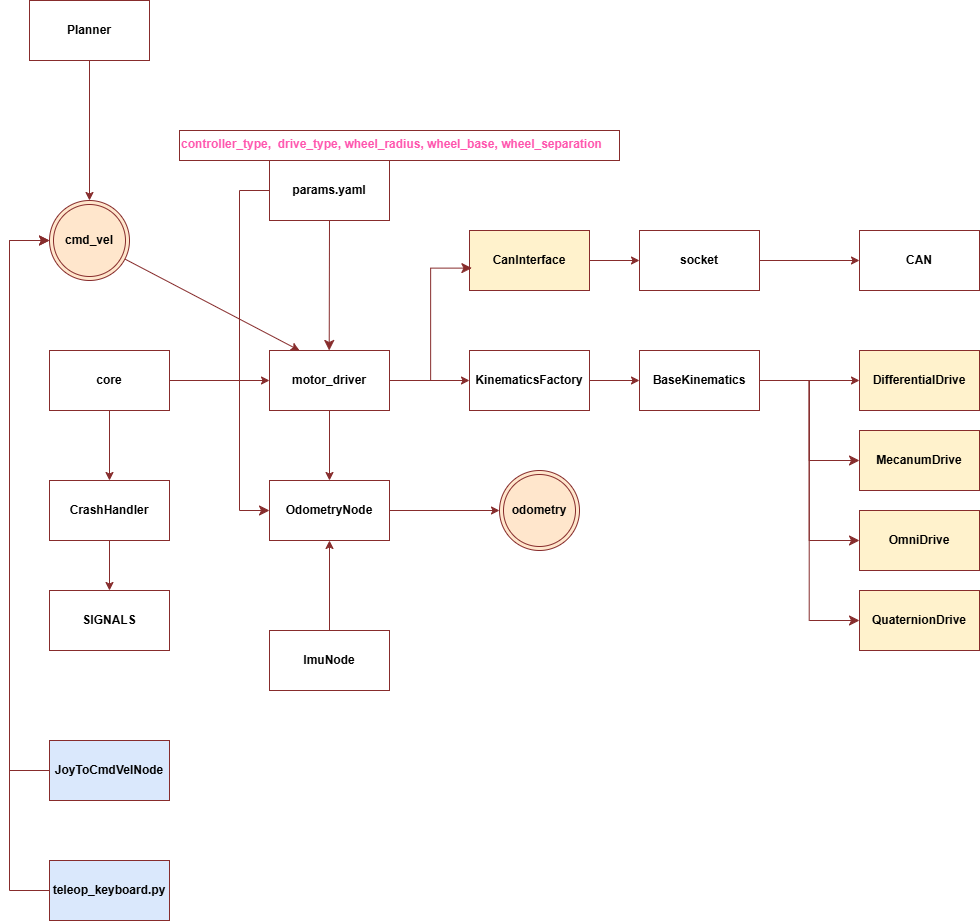 Planner
controller_type,  drive_type, wheel_radius, wheel_base, wheel_separation
params.yaml
cmd_vel
CanInterface
socket
CAN
core
motor_driver
KinematicsFactory
BaseKinematics
DifferentialDrive
MecanumDrive
CrashHandler
OdometryNode
odometry
OmniDrive
SIGNALS
QuaternionDrive
ImuNode
JoyToCmdVelNode
teleop_keyboard.py